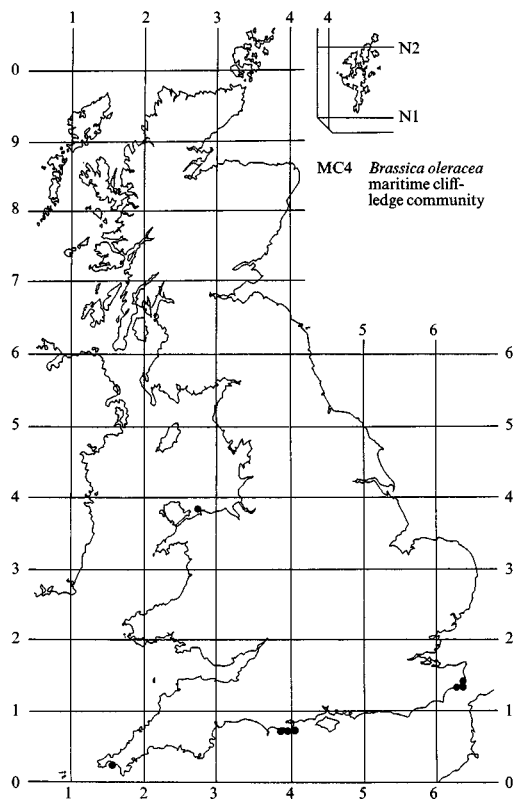 1 2 3 4 4
N2
0
N1
9
MC4 Brassica oleracea
maritime cliff-
ledge community
8
7
5 6
6 6
5 5
4 4
3 3
2 2
1 1
0 0
1 2 3 4 5 6